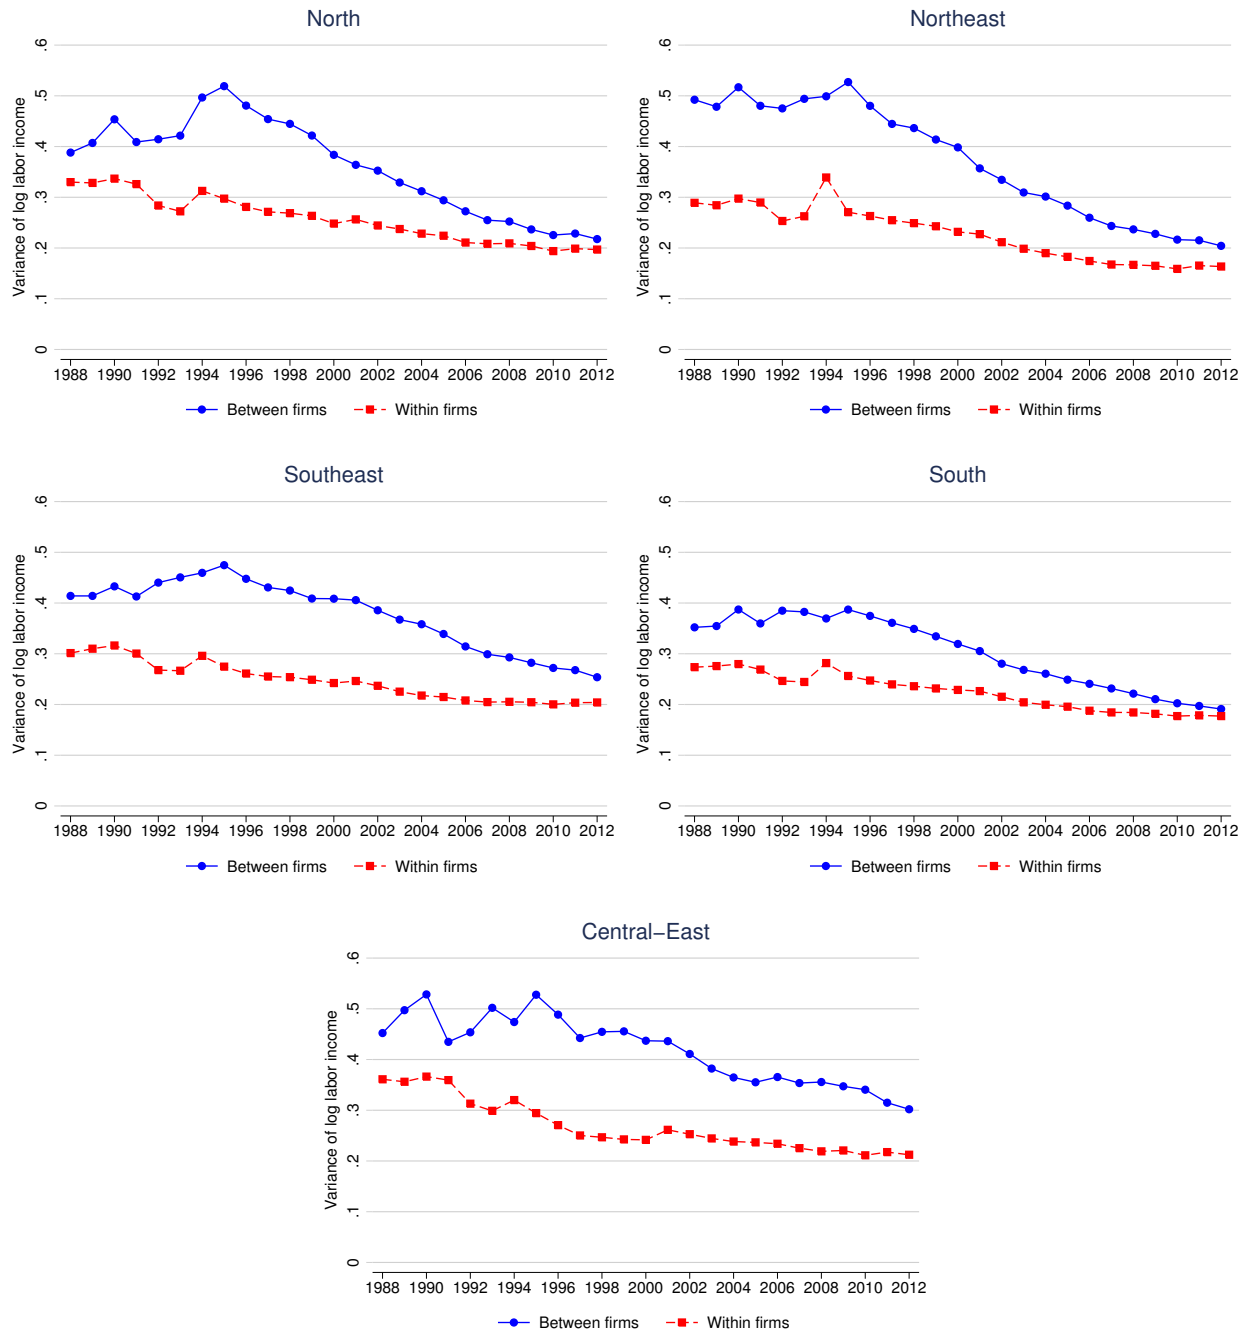 North
Variance of log labor income
0 .1 .2 .3 .4 .5 .6
1988 1990 1992 1994 1996 1998 2000 2002 2004 2006 2008 2010 2012
Between firms Within firms
Northeast
Variance of log labor income
0 .1 .2 .3 .4 .5 .6
1988 1990 1992 1994 1996 1998 2000 2002 2004 2006 2008 2010 2012
Between firms Within firms
Southeast
Variance of log labor income
0 .1 .2 .3 .4 .5 .6
1988 1990 1992 1994 1996 1998 2000 2002 2004 2006 2008 2010 2012
Between firms Within firms
South
Variance of log labor income
0 .1 .2 .3 .4 .5 .6
1988 1990 1992 1994 1996 1998 2000 2002 2004 2006 2008 2010 2012
Between firms Within firms
Central−East
Variance of log labor income
0 .1 .2 .3 .4 .5 .6
1988 1990 1992 1994 1996 1998 2000 2002 2004 2006 2008 2010 2012
Between firms Within firms